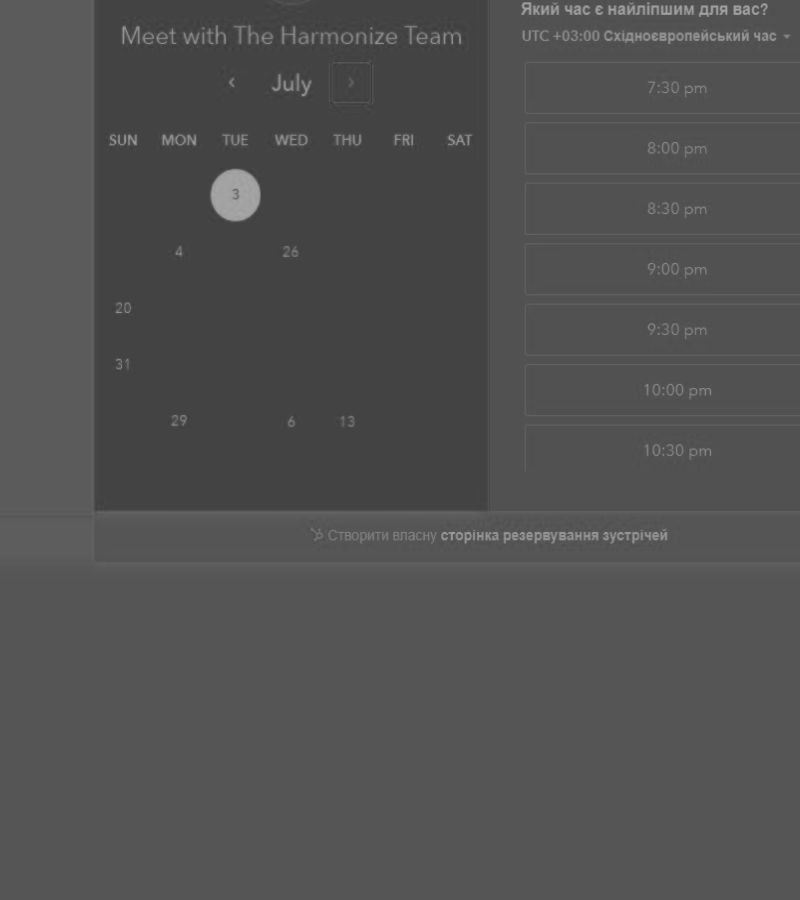 Meet with The Harmonize Team
July
SUN MON TUE WED THU FRI SAT
3
4 26
20
31
29 6 13
Який час є найліпшим для вас?
UTC +03:00 Східноєвропейський час
7:30 pm
8:00 pm
8:30 pm
9:00 pm
9:30 pm
10:00 pm
10:30 pm
Створити власну сторінка резервування зустрічей